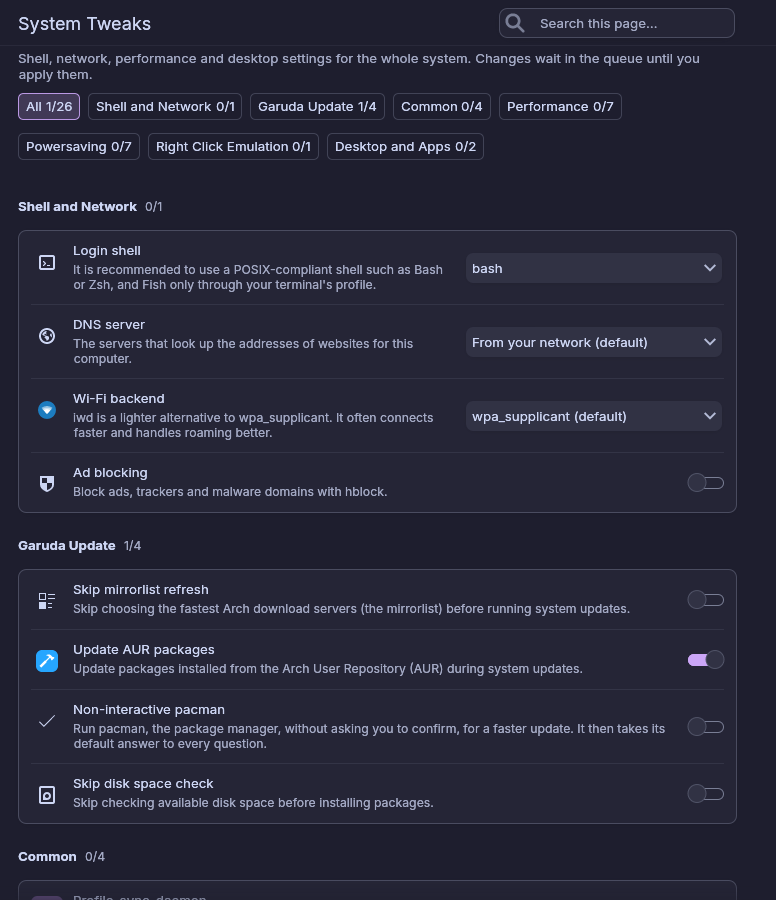 System Tweaks
Search this page...
Shell, network, performance and desktop settings for the whole system. Changes wait in the queue until you
apply them.
All 1/26
Shell and Network 0/1
Garuda Update 1/4
Common 0/4
Performance 0/7
Powersaving 0/7
Right Click Emulation 0/1
Desktop and Apps 0/2
Shell and Network 0/1
Login shell
It is recommended to use a POSIX-compliant shell such as Bash
or Zsh, and Fish only through your terminal's profile.
bash
DNS server
The servers that look up the addresses of websites for this
computer.
From your network (default)
Wi-Fi backend
iwd is a lighter alternative to wpa_supplicant. It often connects
faster and handles roaming better.
wpa_supplicant (default)
Ad blocking
Block ads, trackers and malware domains with hblock.
Garuda Update 1/4
Skip mirrorlist refresh
Skip choosing the fastest Arch download servers (the mirrorlist) before running system updates.
Update AUR packages
Update packages installed from the Arch User Repository (AUR) during system updates.
Non-interactive pacman
Run pacman, the package manager, without asking you to confirm, for a faster update. It then takes its
default answer to every question.
Skip disk space check
Skip checking available disk space before installing packages.
Common 0/4